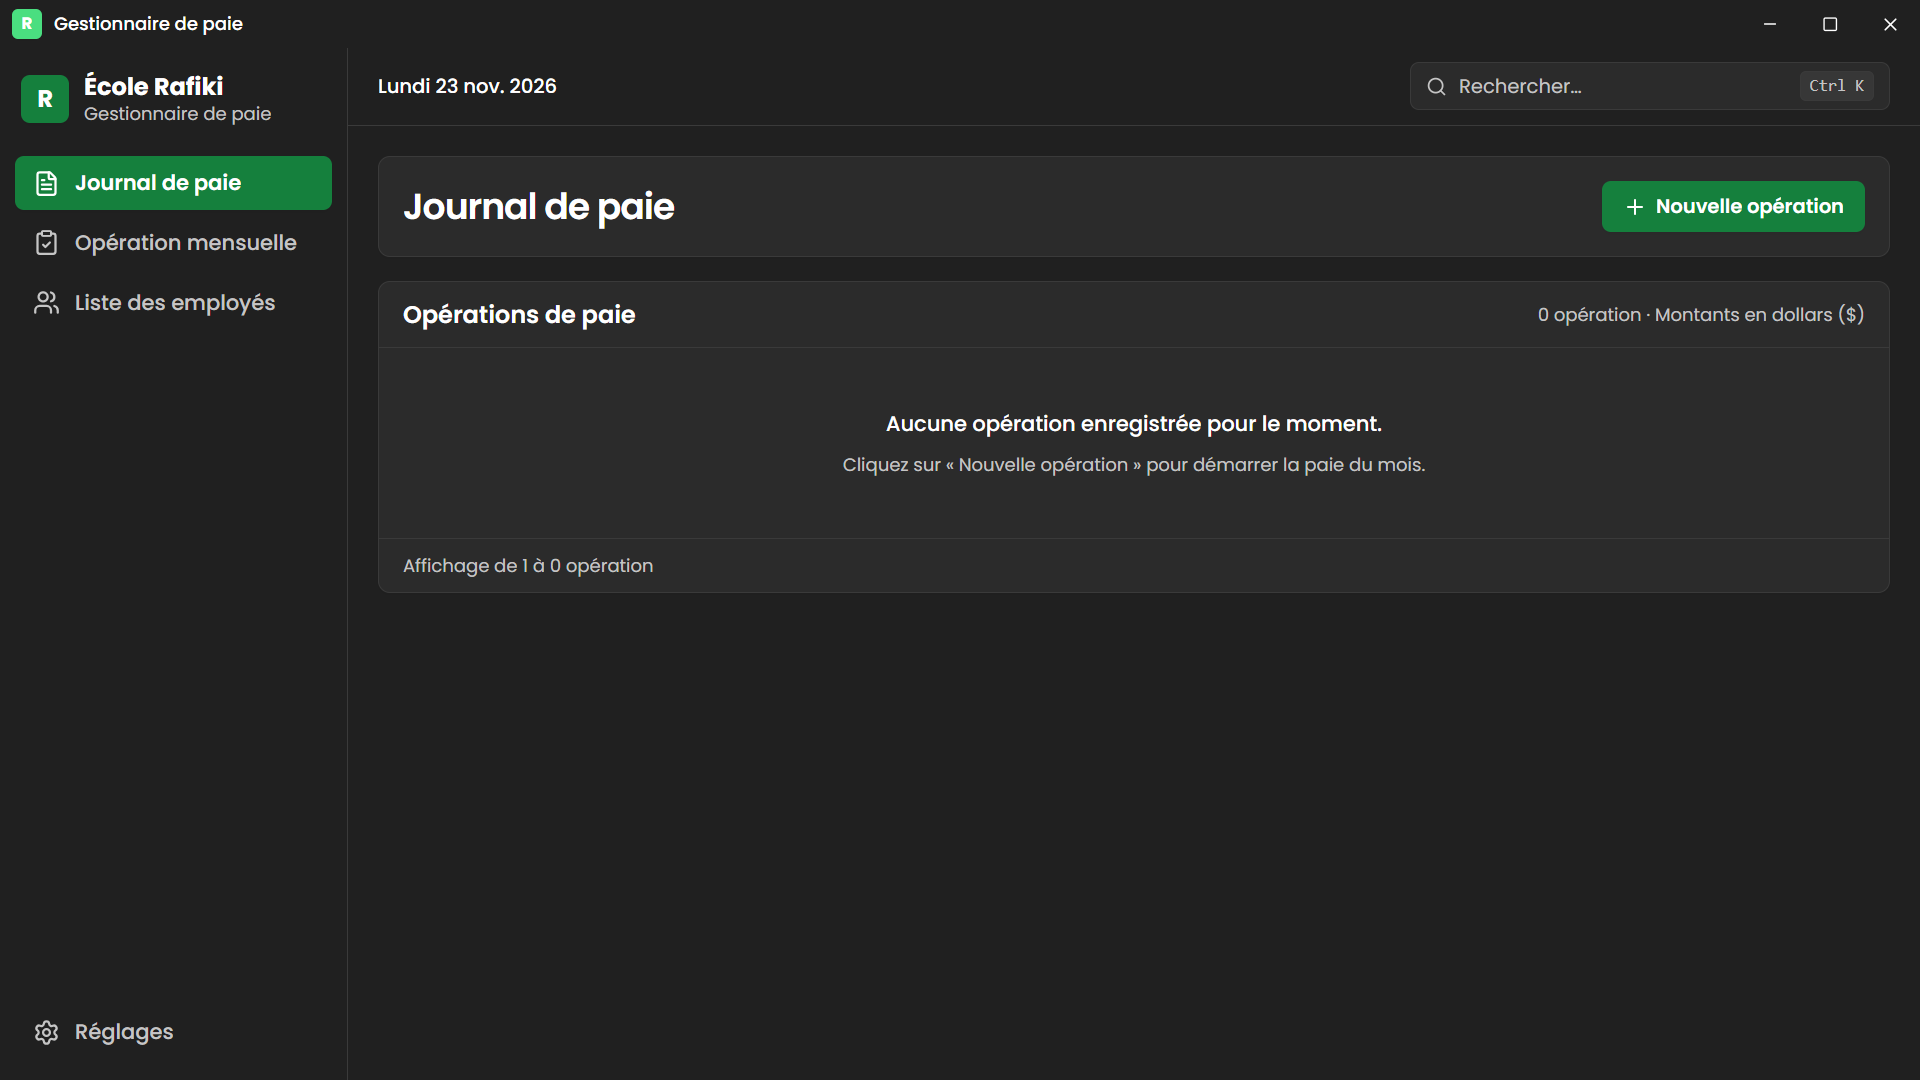 R Gestionnaire de paie
R
École Rafiki
Gestionnaire de paie
Journal de paie
Opération mensuelle
Liste des employés
Réglages
Lundi 23 nov. 2026
Rechercher...
Ctrl K
Journal de paie
Nouvelle opération
Opérations de paie
0 opération · Montants en dollars ($)
Aucune opération enregistrée pour le moment.
Cliquez sur « Nouvelle opération » pour démarrer la paie du mois.
Affichage de 1 à 0 opération